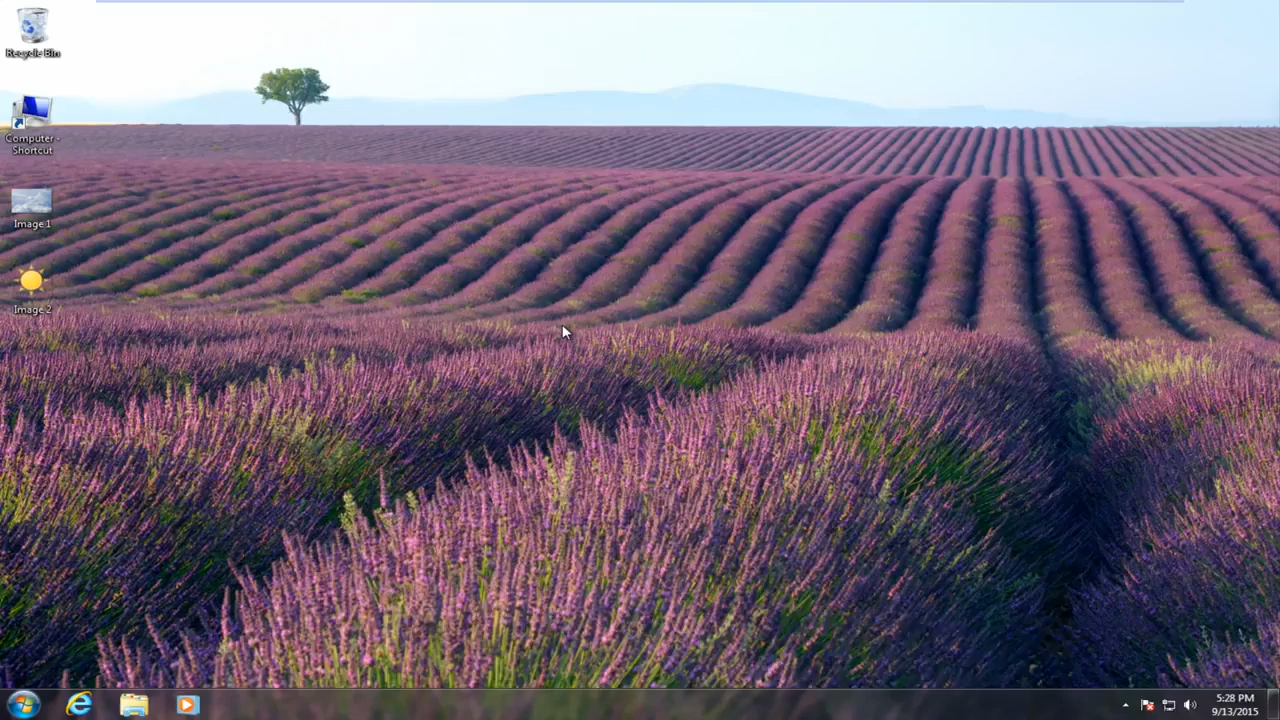 Recycle Bin
Computer -
Shortcut
Image 1
Image 2
5:28 PM
9/13/2015